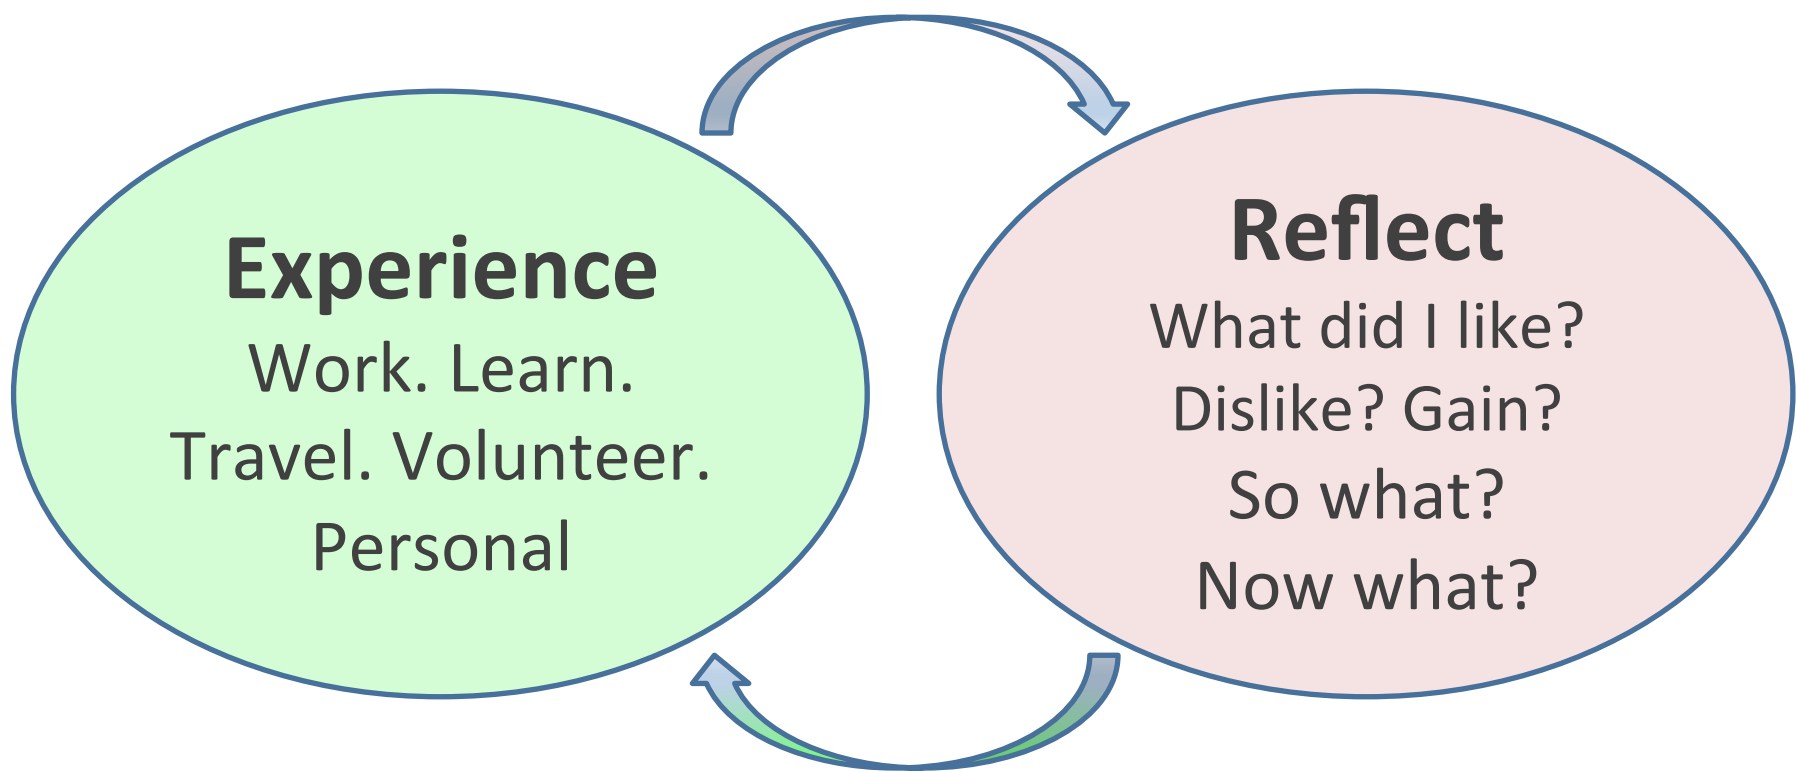 Experience
Work. Learn.
Travel. Volunteer.
Personal
Reflect
What did I like?
Dislike? Gain?
So what?
Now what?